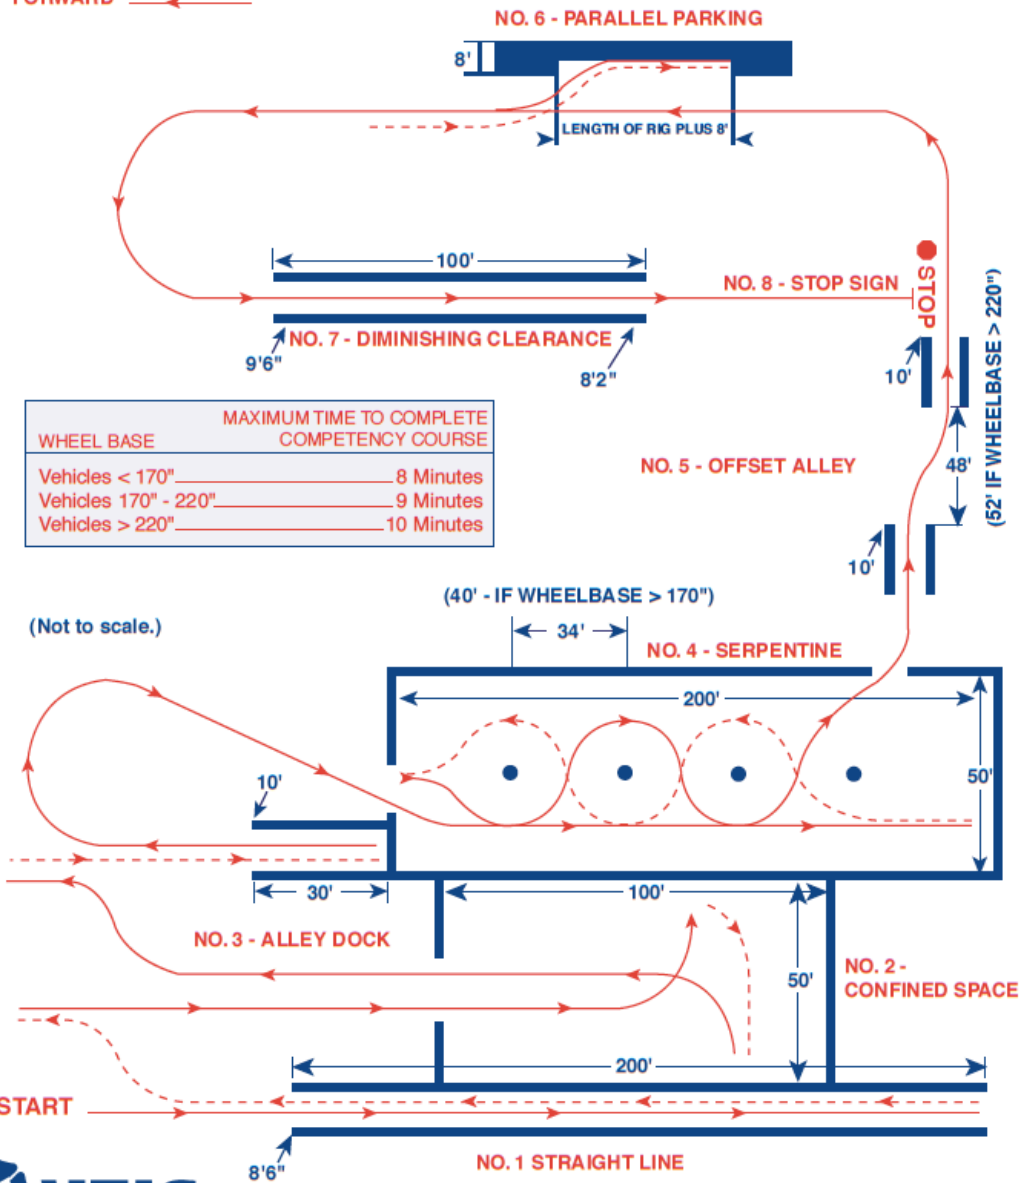 FORWARD
NO. 6 - PARALLEL PARKING
8'
LENGTH OF RIG PLUS 8'
100'
NO. 8 - STOP SIGN
STOP
NO. 7 - DIMINISHING CLEARANCE
9'6"
8'2"
10'
(52' IF WHEELBASE > 220")
48'
NO. 5 - OFFSET ALLEY
10'
WHEEL BASE
MAXIMUM TIME TO COMPLETE
COMPETENCY COURSE
Vehicles < 170" 8 Minutes
Vehicles 170" - 220" 9 Minutes
Vehicles > 220" 10 Minutes
(Not to scale.)
(40' - IF WHEELBASE > 170")
34'
NO. 4 - SERPENTINE
200'
50'
10'
30'
100'
NO. 3 - ALLEY DOCK
50'
NO. 2 -
CONFINED SPACE
200'
START
8'6"
NO. 1 STRAIGHT LINE